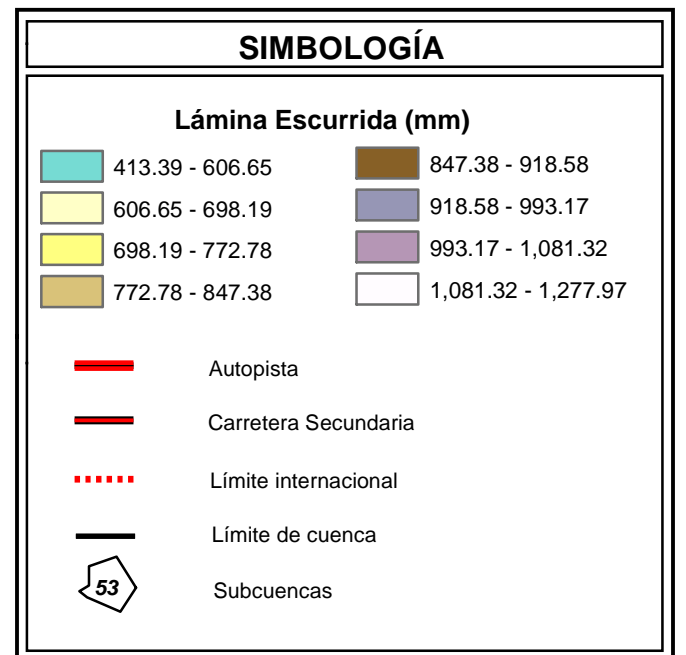 SIMBOLOGÍA
Lámina Escurrida (mm)
413.39 - 606.65
606.65 - 698.19
698.19 - 772.78
772.78 - 847.38
847.38 - 918.58
918.58 - 993.17
993.17 - 1,081.32
1,081.32 - 1,277.97
Autopista
Carretera Secundaria
Límite internacional
Límite de cuenca
53 Subcuencas